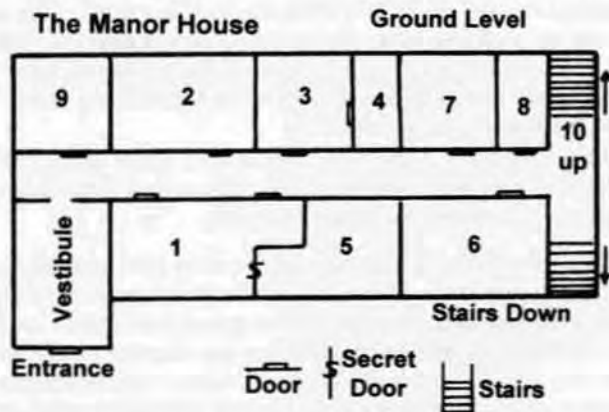 The Manor House
Ground Level
9
2
3
4
7
8
10
up
Vestibule
1
S
5
6
Stairs Down
Entrance
Door
S
Secret
Door
Stairs